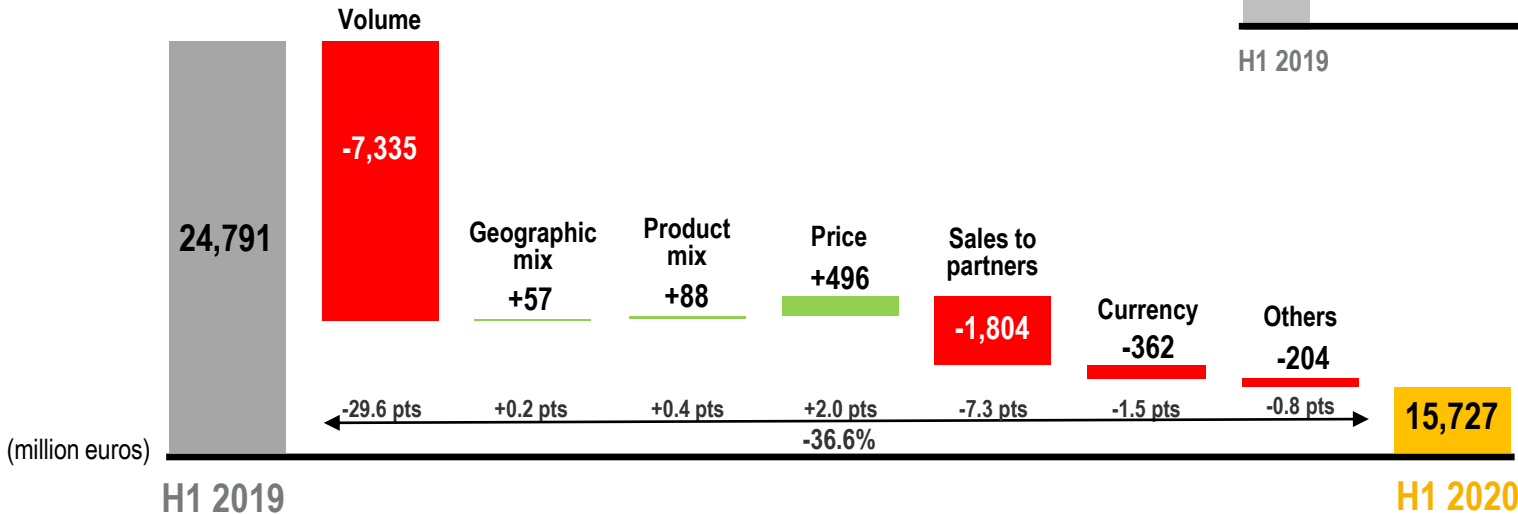 Volume
H1 2019
-7,335
24,791
Geographic
mix
+57
Product
mix
+88
Price
+496
Sales to
partners
-1,804
Currency
-362
Others
-204
-29.6 pts
+0.2 pts
+0.4 pts
+2.0 pts
-7.3 pts
-1.5 pts
-0.8 pts
15,727
-36.6%
(million euros)
H1 2019
H1 2020